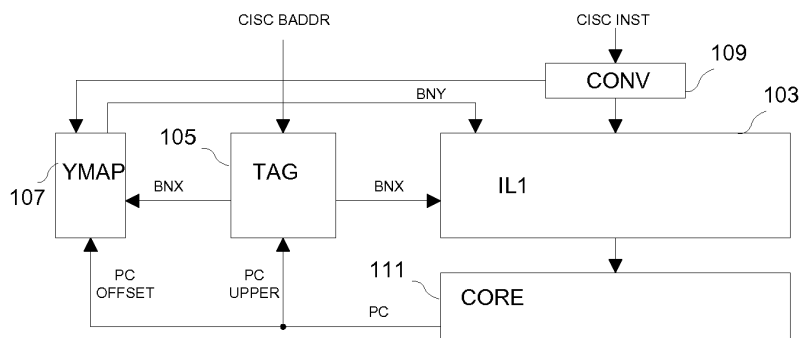 CISC BADDR
CISC INST
CONV
109
BNY
103
105
107
YMAP
TAG
BNX
BNX
IL1
PC
OFFSET
PC
UPPER
PC
111
CORE